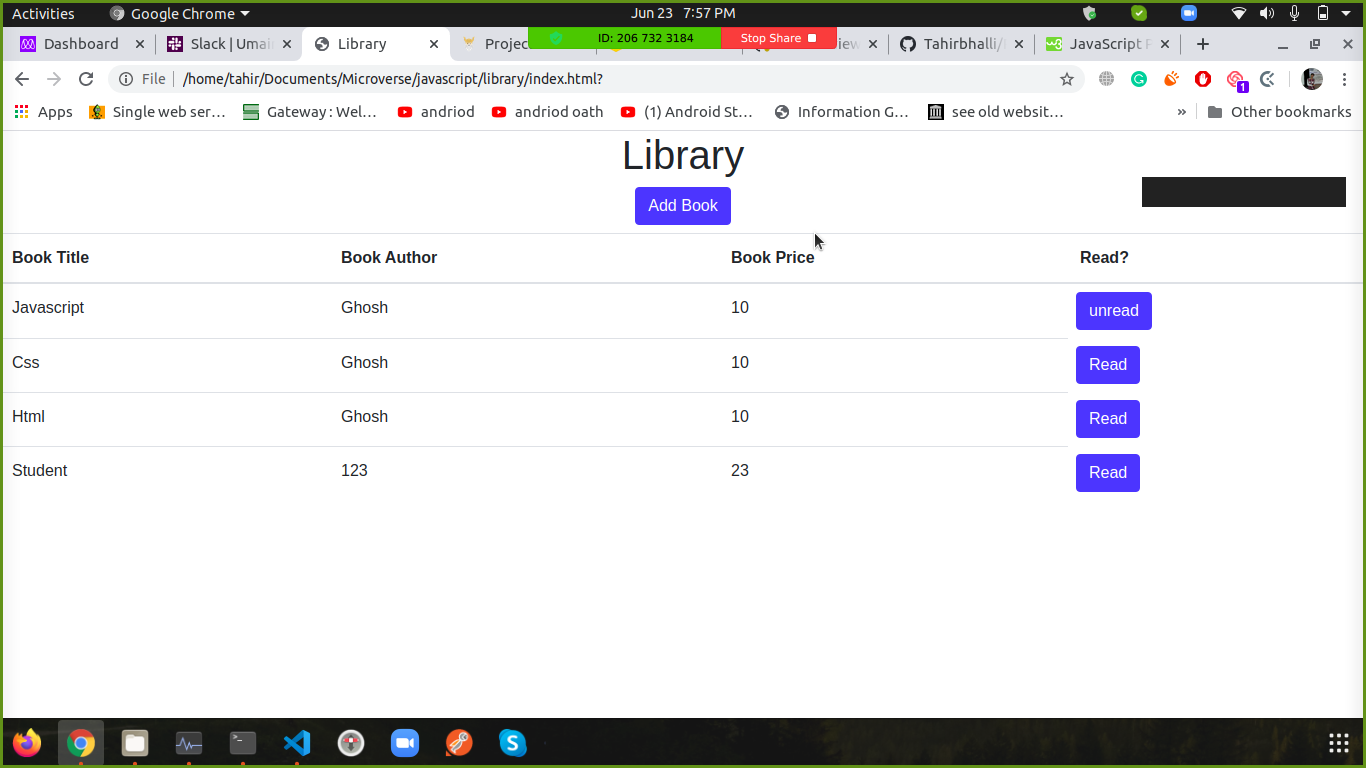 Activities Google Chrome Jun 23 7:57 PM
Dashboard Slack | Umai Library Projec ID: 206 732 3184 Stop Share iew Tahirbhalli/ JavaScript
File /home/tahir/Documents/Microverse/javascript/library/index.html? 1
Apps Single web ser... Gateway : Wel... andriod andriod oath (1) Android St... Information G... see old websit... » Other bookmarks
Library
Add Book
Book Title Book Author Book Price Read?
Javascript Ghosh 10 unread
Css Ghosh 10 Read
Html Ghosh 10 Read
Student 123 23 Read